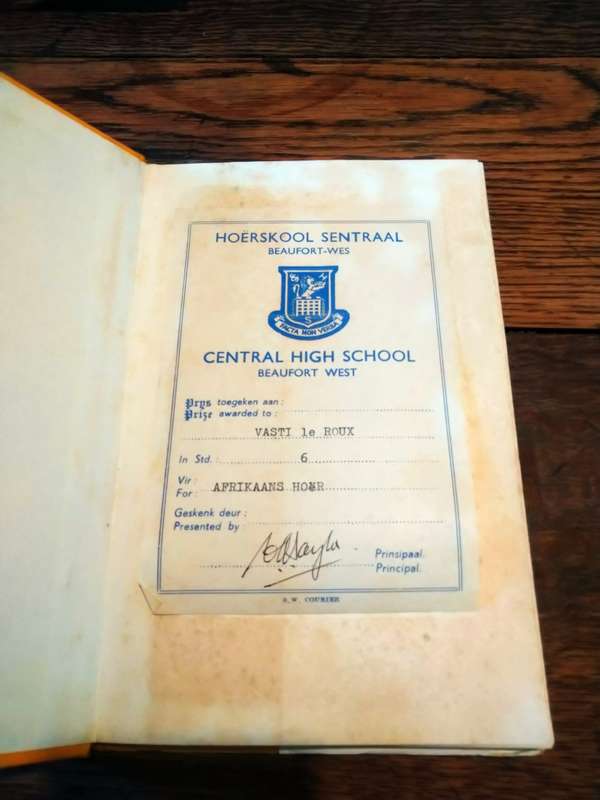 HOËRSKOOL SENTRAAL
BEAUFORT-WES
S
FACTA NON VERBA
CENTRAL HIGH SCHOOL
BEAUFORT WEST
Prys toegeken aan :
Prize awarded to :
VASTI le ROUX
In Std. : 6
Vir :
For : AFRIKAANS HOËR
Geskenk deur :
Presented by :
Prinsipaal.
Principal.
B.W. COURIER